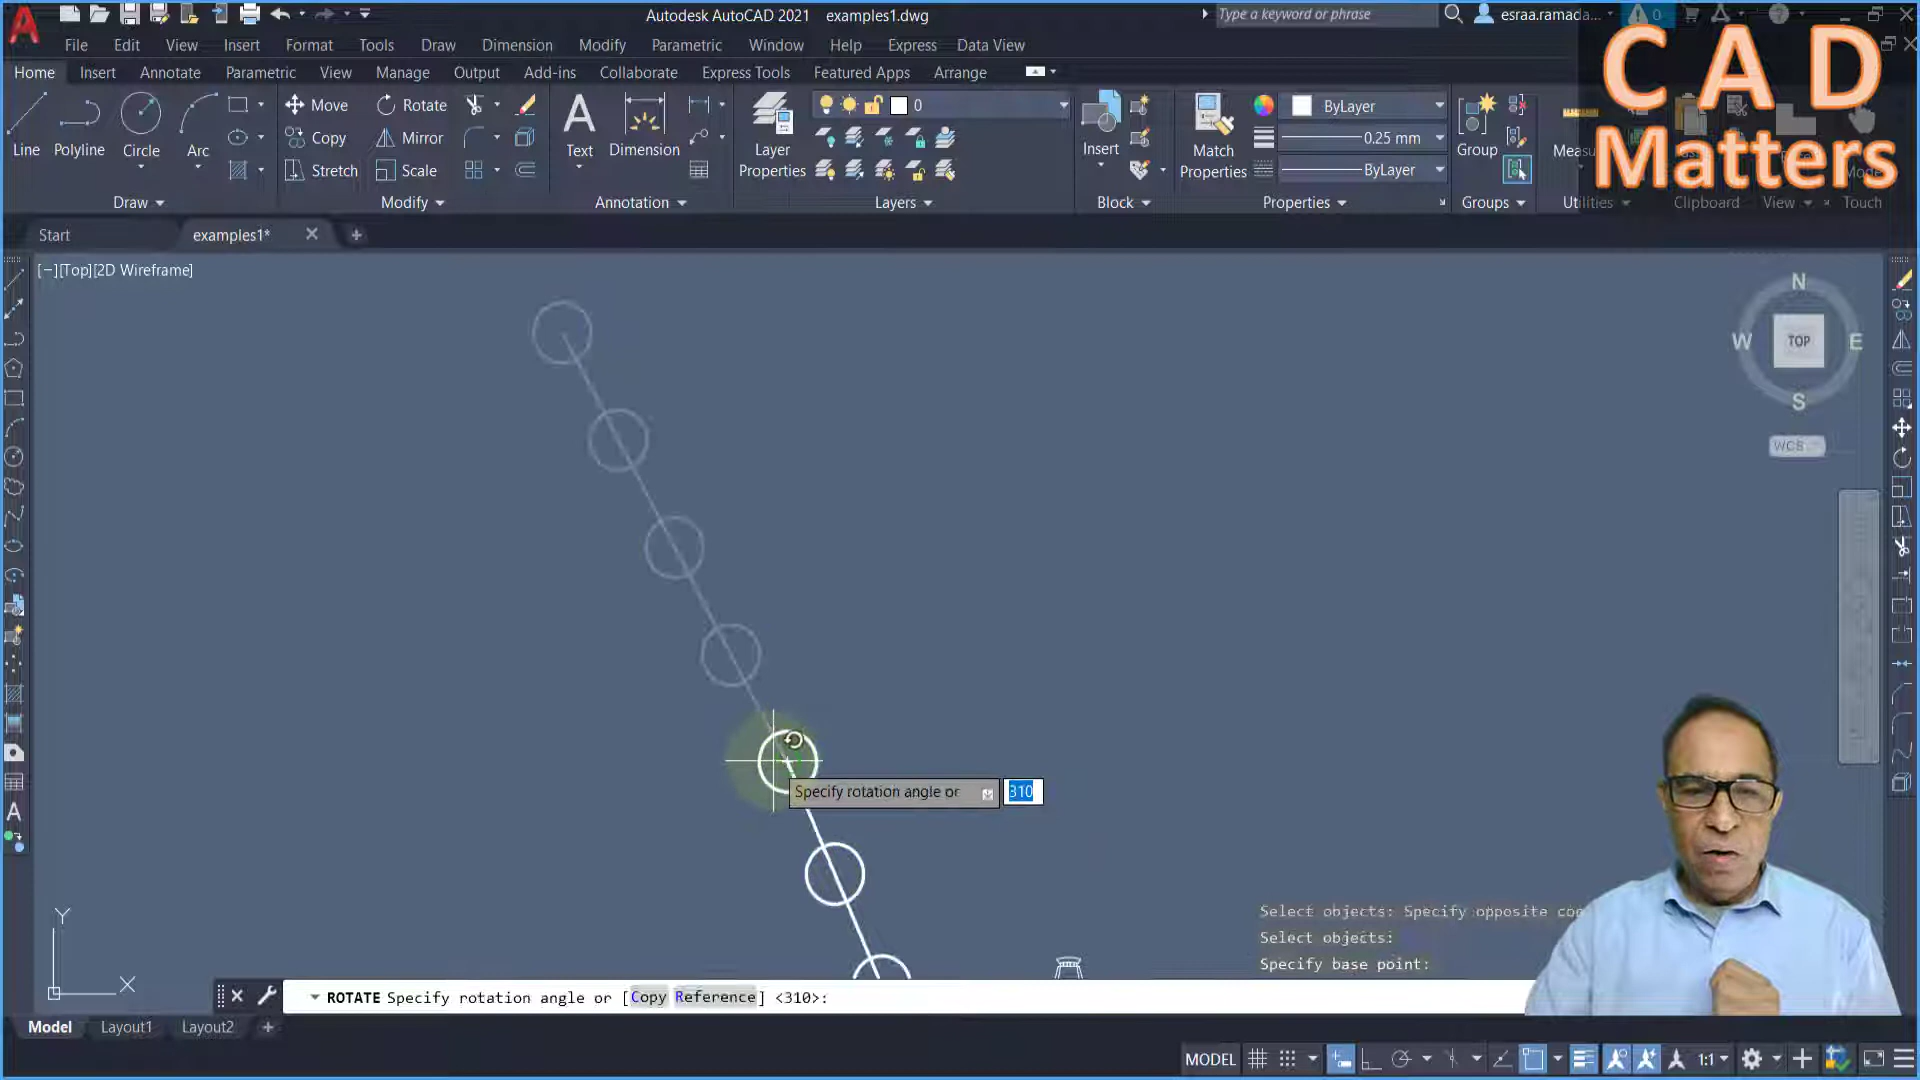 Autodesk AutoCAD 2021 examples1.dwg
Type a keyword or phrase
esraa.ramada...
0
File Edit View Insert Format Tools Draw Dimension Modify Parametric Window Help Express Data View
Home Insert Annotate Parametric View Manage Output Add-ins Collaborate Express Tools Featured Apps Arrange
CAD
Matters
Line Polyline Circle Arc
Move Rotate
Copy Mirror
Stretch Scale
Text Dimension
Layer
Properties
0
Insert
Match
Properties
ByLayer
0.25 mm
ByLayer
Group
Draw Modify Annotation Layers Block Properties Groups Utilities Clipboard View Touch
Start examples1*
[−][Top][2D Wireframe]
N
W TOP E
S
WCS
Specify rotation angle or 310
Y
X
Select objects: Specify opposite
Select objects:
Specify base point:
ROTATE Specify rotation angle or [Copy Reference] <310>:
Model Layout1 Layout2
MODEL 1:1